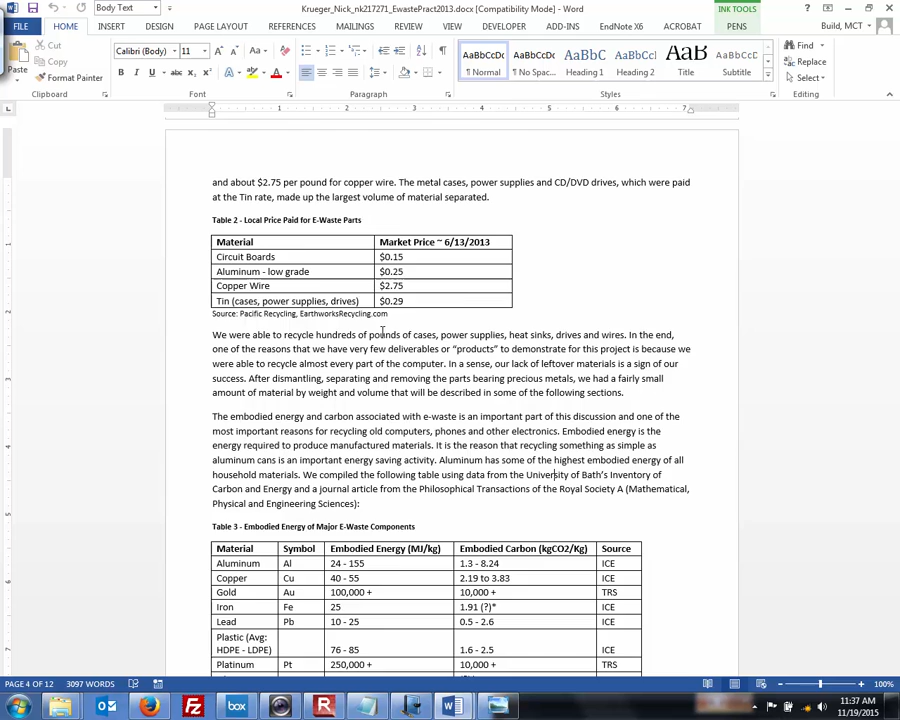 Krueger_Nick_nk217271_EwastePract2013.docx [Compatibility Mode] - Word
INK TOOLS
FILE HOME INSERT DESIGN PAGE LAYOUT REFERENCES MAILINGS REVIEW VIEW DEVELOPER ADD-INS EndNote X6 ACROBAT PENS Build, MCT
Body Text
Paste
Cut
Copy
Format Painter
Calibri (Body) 11
AaBbCcDd AaBbCcDd AaBbC AaBbCcI AaB AaBbCcDd
¶ Normal ¶ No Spac... Heading 1 Heading 2 Title Subtitle
Find
Replace
Select
Clipboard Font Paragraph Styles Editing
1 2 3 4 5 6 7
and about $2.75 per pound for copper wire. The metal cases, power supplies and CD/DVD drives, which were paid
at the Tin rate, made up the largest volume of material separated.
Table 2 - Local Price Paid for E-Waste Parts
Material Market Price ~ 6/13/2013
Circuit Boards $0.15
Aluminum - low grade $0.25
Copper Wire $2.75
Tin (cases, power supplies, drives) $0.29
Source: Pacific Recycling, EarthworksRecycling.com
We were able to recycle hundreds of pounds of cases, power supplies, heat sinks, drives and wires. In the end,
one of the reasons that we have very few deliverables or “products” to demonstrate for this project is because we
were able to recycle almost every part of the computer. In a sense, our lack of leftover materials is a sign of our
success. After dismantling, separating and removing the parts bearing precious metals, we had a fairly small
amount of material by weight and volume that will be described in some of the following sections.
The embodied energy and carbon associated with e-waste is an important part of this discussion and one of the
most important reasons for recycling old computers, phones and other electronics. Embodied energy is the
energy required to produce manufactured materials. It is the reason that recycling something as simple as
aluminum cans is an important energy saving activity. Aluminum has some of the highest embodied energy of all
household materials. We compiled the following table using data from the University of Bath’s Inventory of
Carbon and Energy and a journal article from the Philosophical Transactions of the Royal Society A (Mathematical,
Physical and Engineering Sciences):
Table 3 - Embodied Energy of Major E-Waste Components
Material Symbol Embodied Energy (MJ/kg) Embodied Carbon (kgCO2/Kg) Source
Aluminum Al 24 - 155 1.3 - 8.24 ICE
Copper Cu 40 - 55 2.19 to 3.83 ICE
Gold Au 100,000 + 10,000 + TRS
Iron Fe 25 1.91 (?)* ICE
Lead Pb 10 - 25 0.5 - 2.6 ICE
Plastic (Avg:
HDPE - LDPE) 76 - 85 1.6 - 2.5 ICE
Platinum Pt 250,000 + 10,000 + TRS
PAGE 4 OF 12 3097 WORDS 100%
box
11:37 AM
11/19/2015